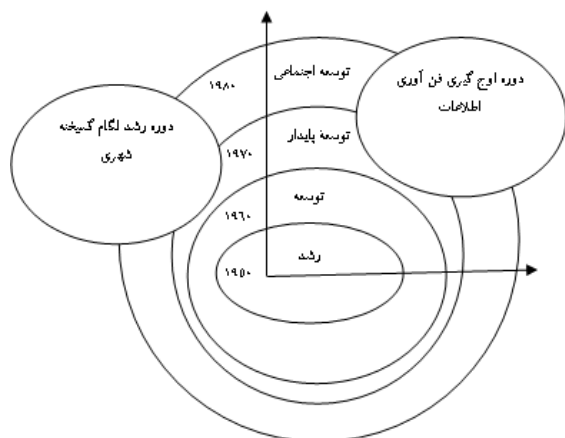 توسعه اجتماعی
۱۹۸۰
دوره اوج گیری فن آوری
اطلاعات
دوره رشد لگام گسیخته
شهری
توسعهٔ پایدار
۱۹۷۰
توسعه
۱۹۶۰
رشد
۱۹۵۰